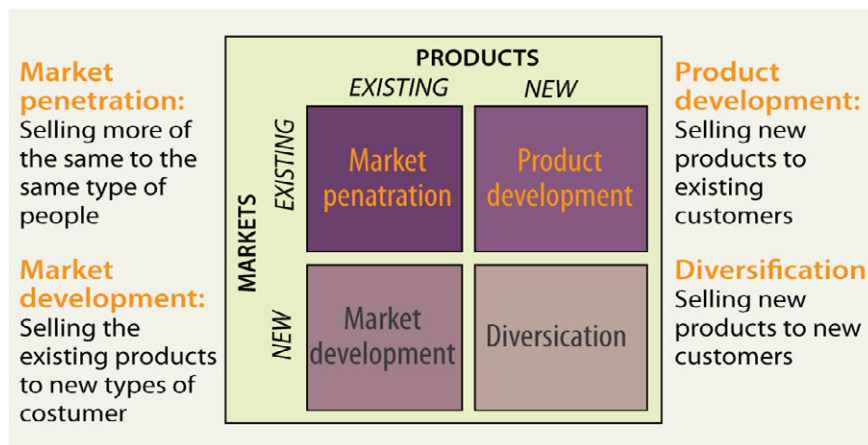 Market
penetration:
Selling more of
the same to the
same type of
people
Market
development:
Selling the
existing products
to new types of
costumer
PRODUCTS
EXISTING NEW
MARKETS
EXISTING
NEW
Market
penatration
Product
development
Market
development
Diversication
Product
development:
Selling new
products to
existing
customers
Diversification
Selling new
products to new
customers